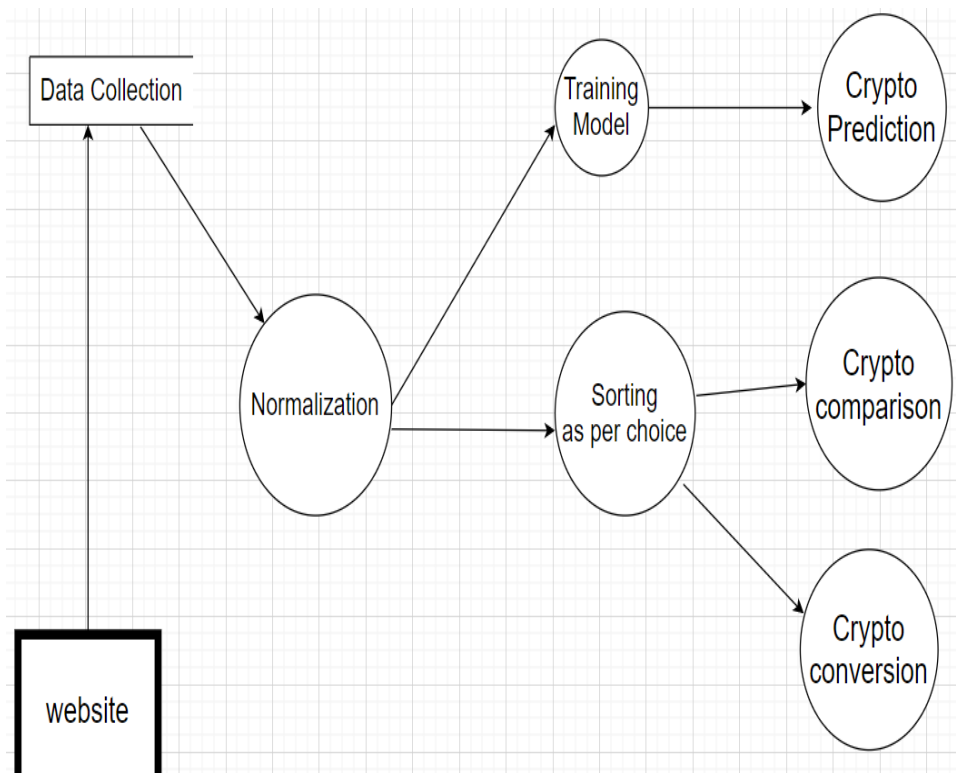 Data Collection
Training
Model
Crypto
Prediction
Normalization
Sorting
as per choice
Crypto
comparison
Crypto
conversion
website